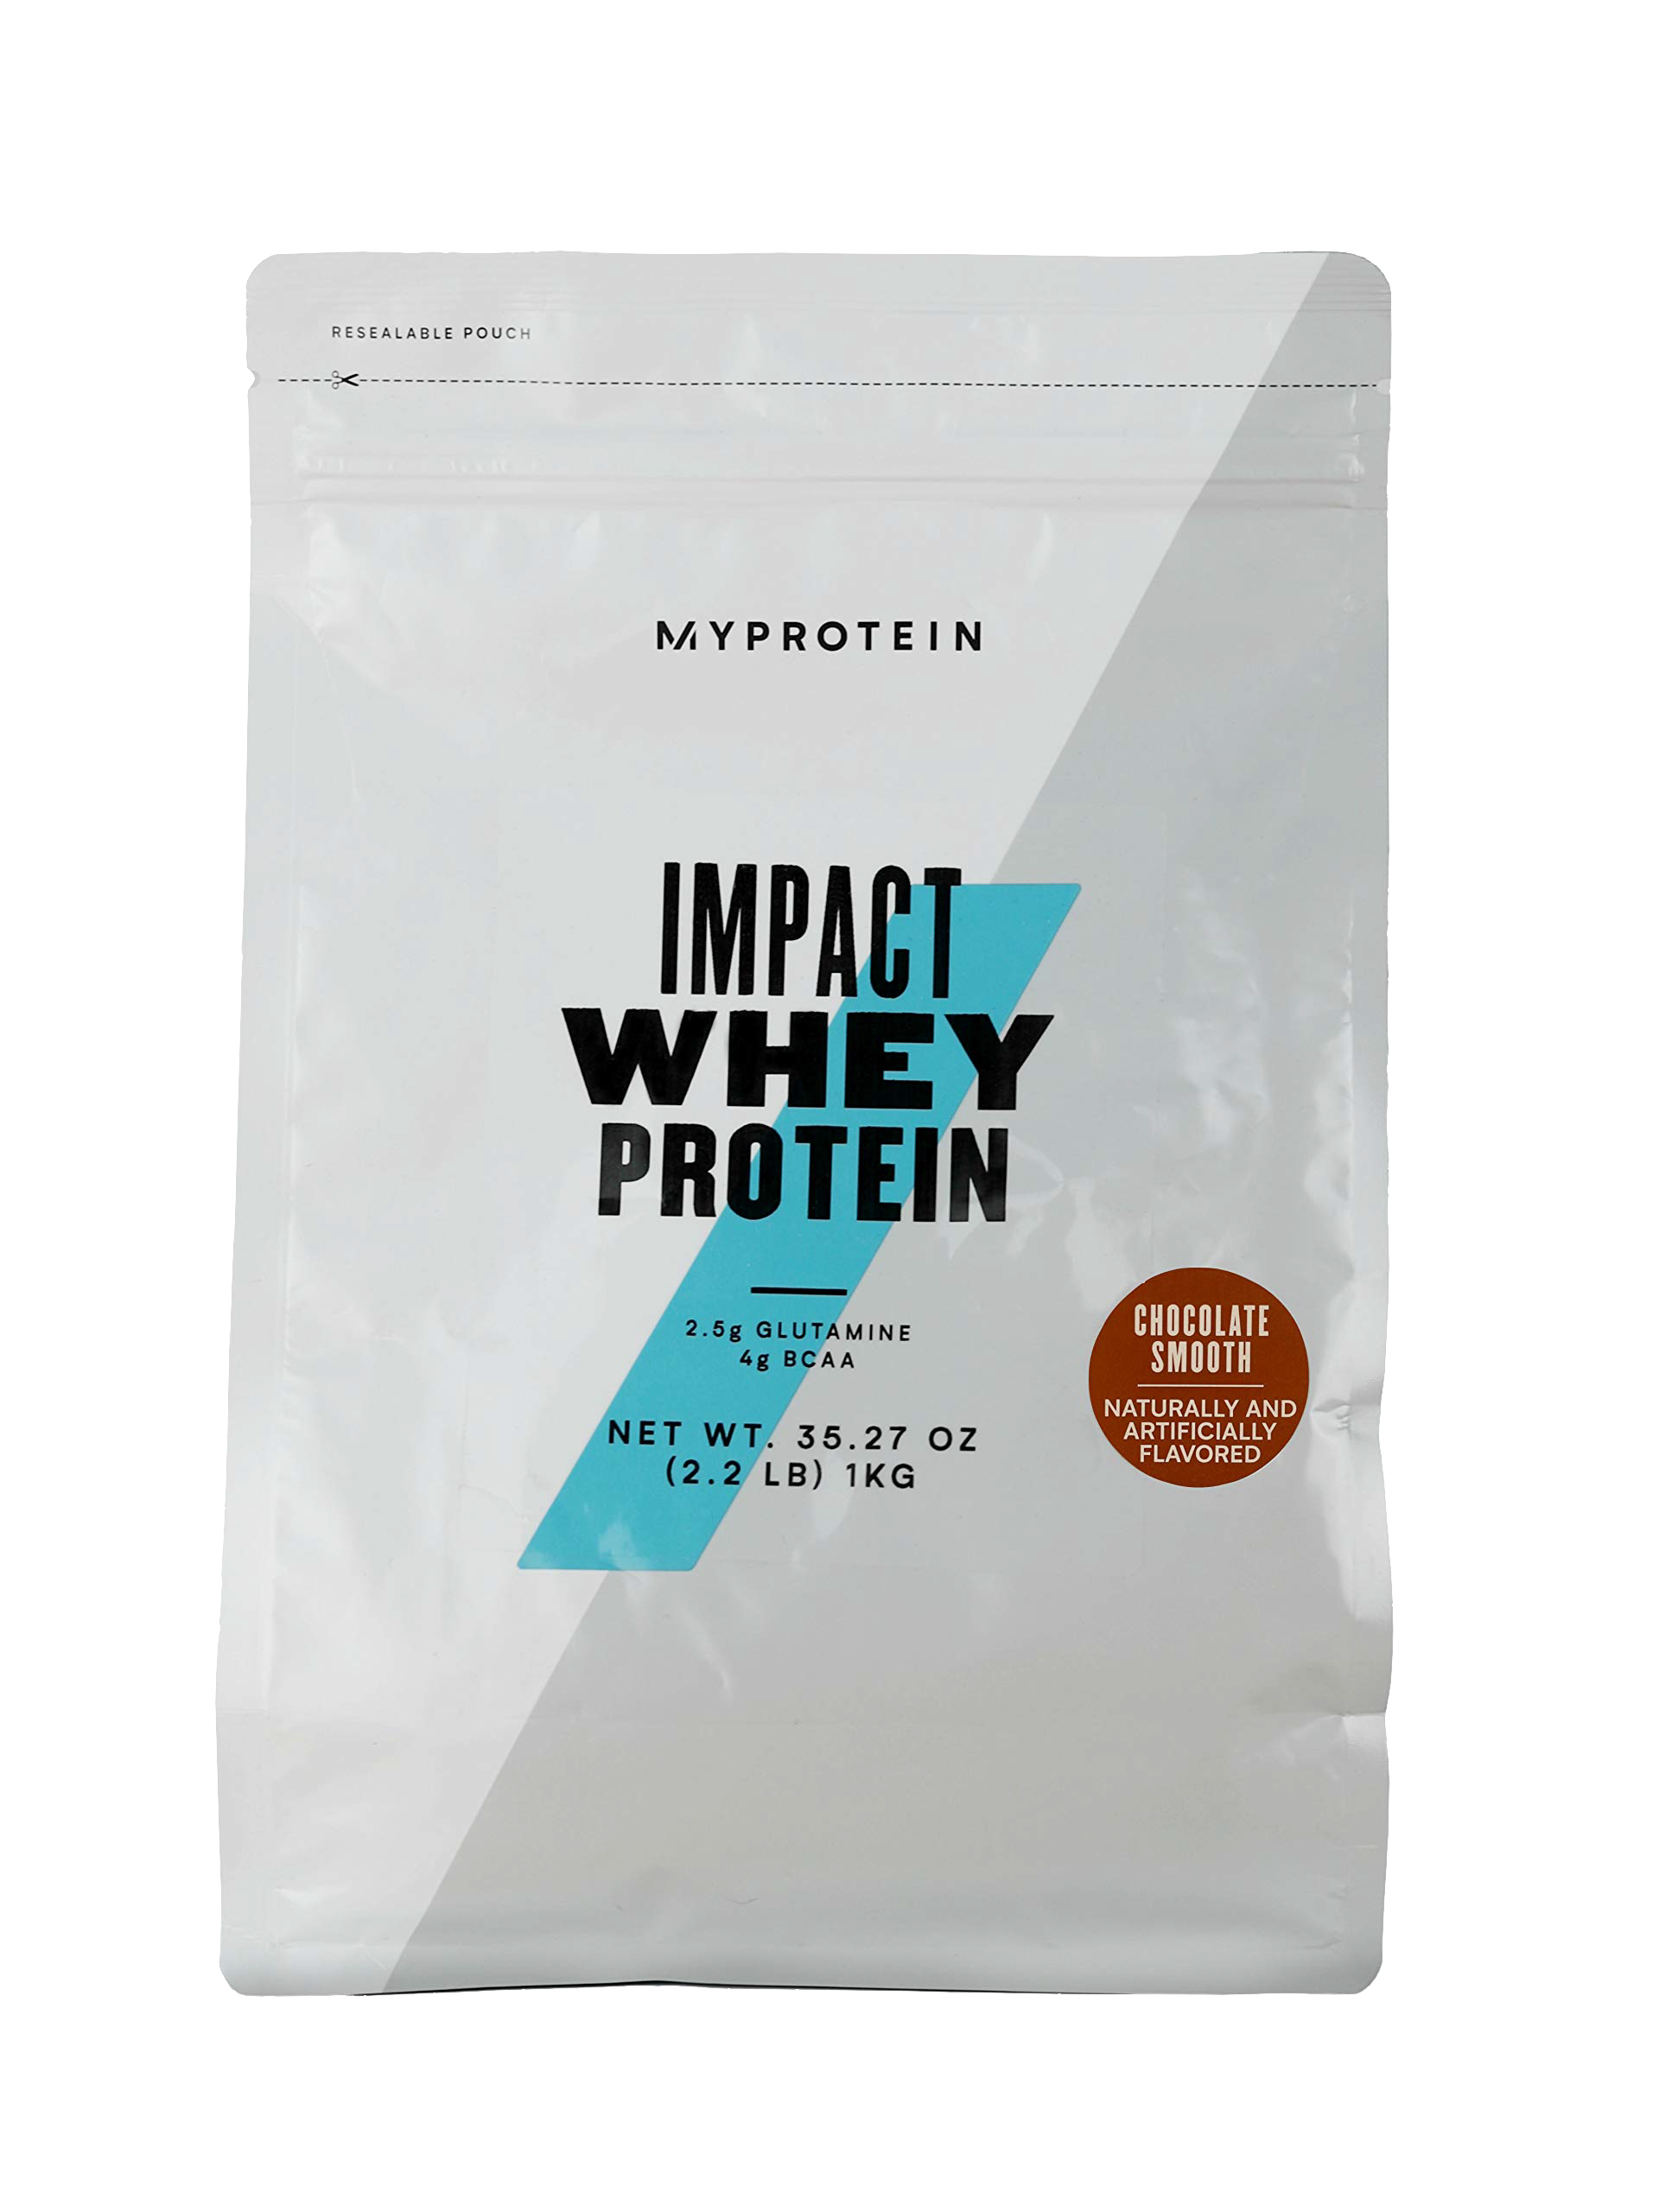 RESEALABLE POUCH
MYPROTEIN
IMPACT
WHEY
PROTEIN
2.5g GLUTAMINE
4g BCAA
NET WT. 35.27 OZ
(2.2 LB) 1KG
CHOCOLATE
SMOOTH
NATURALLY AND
ARTIFICIALLY
FLAVORED